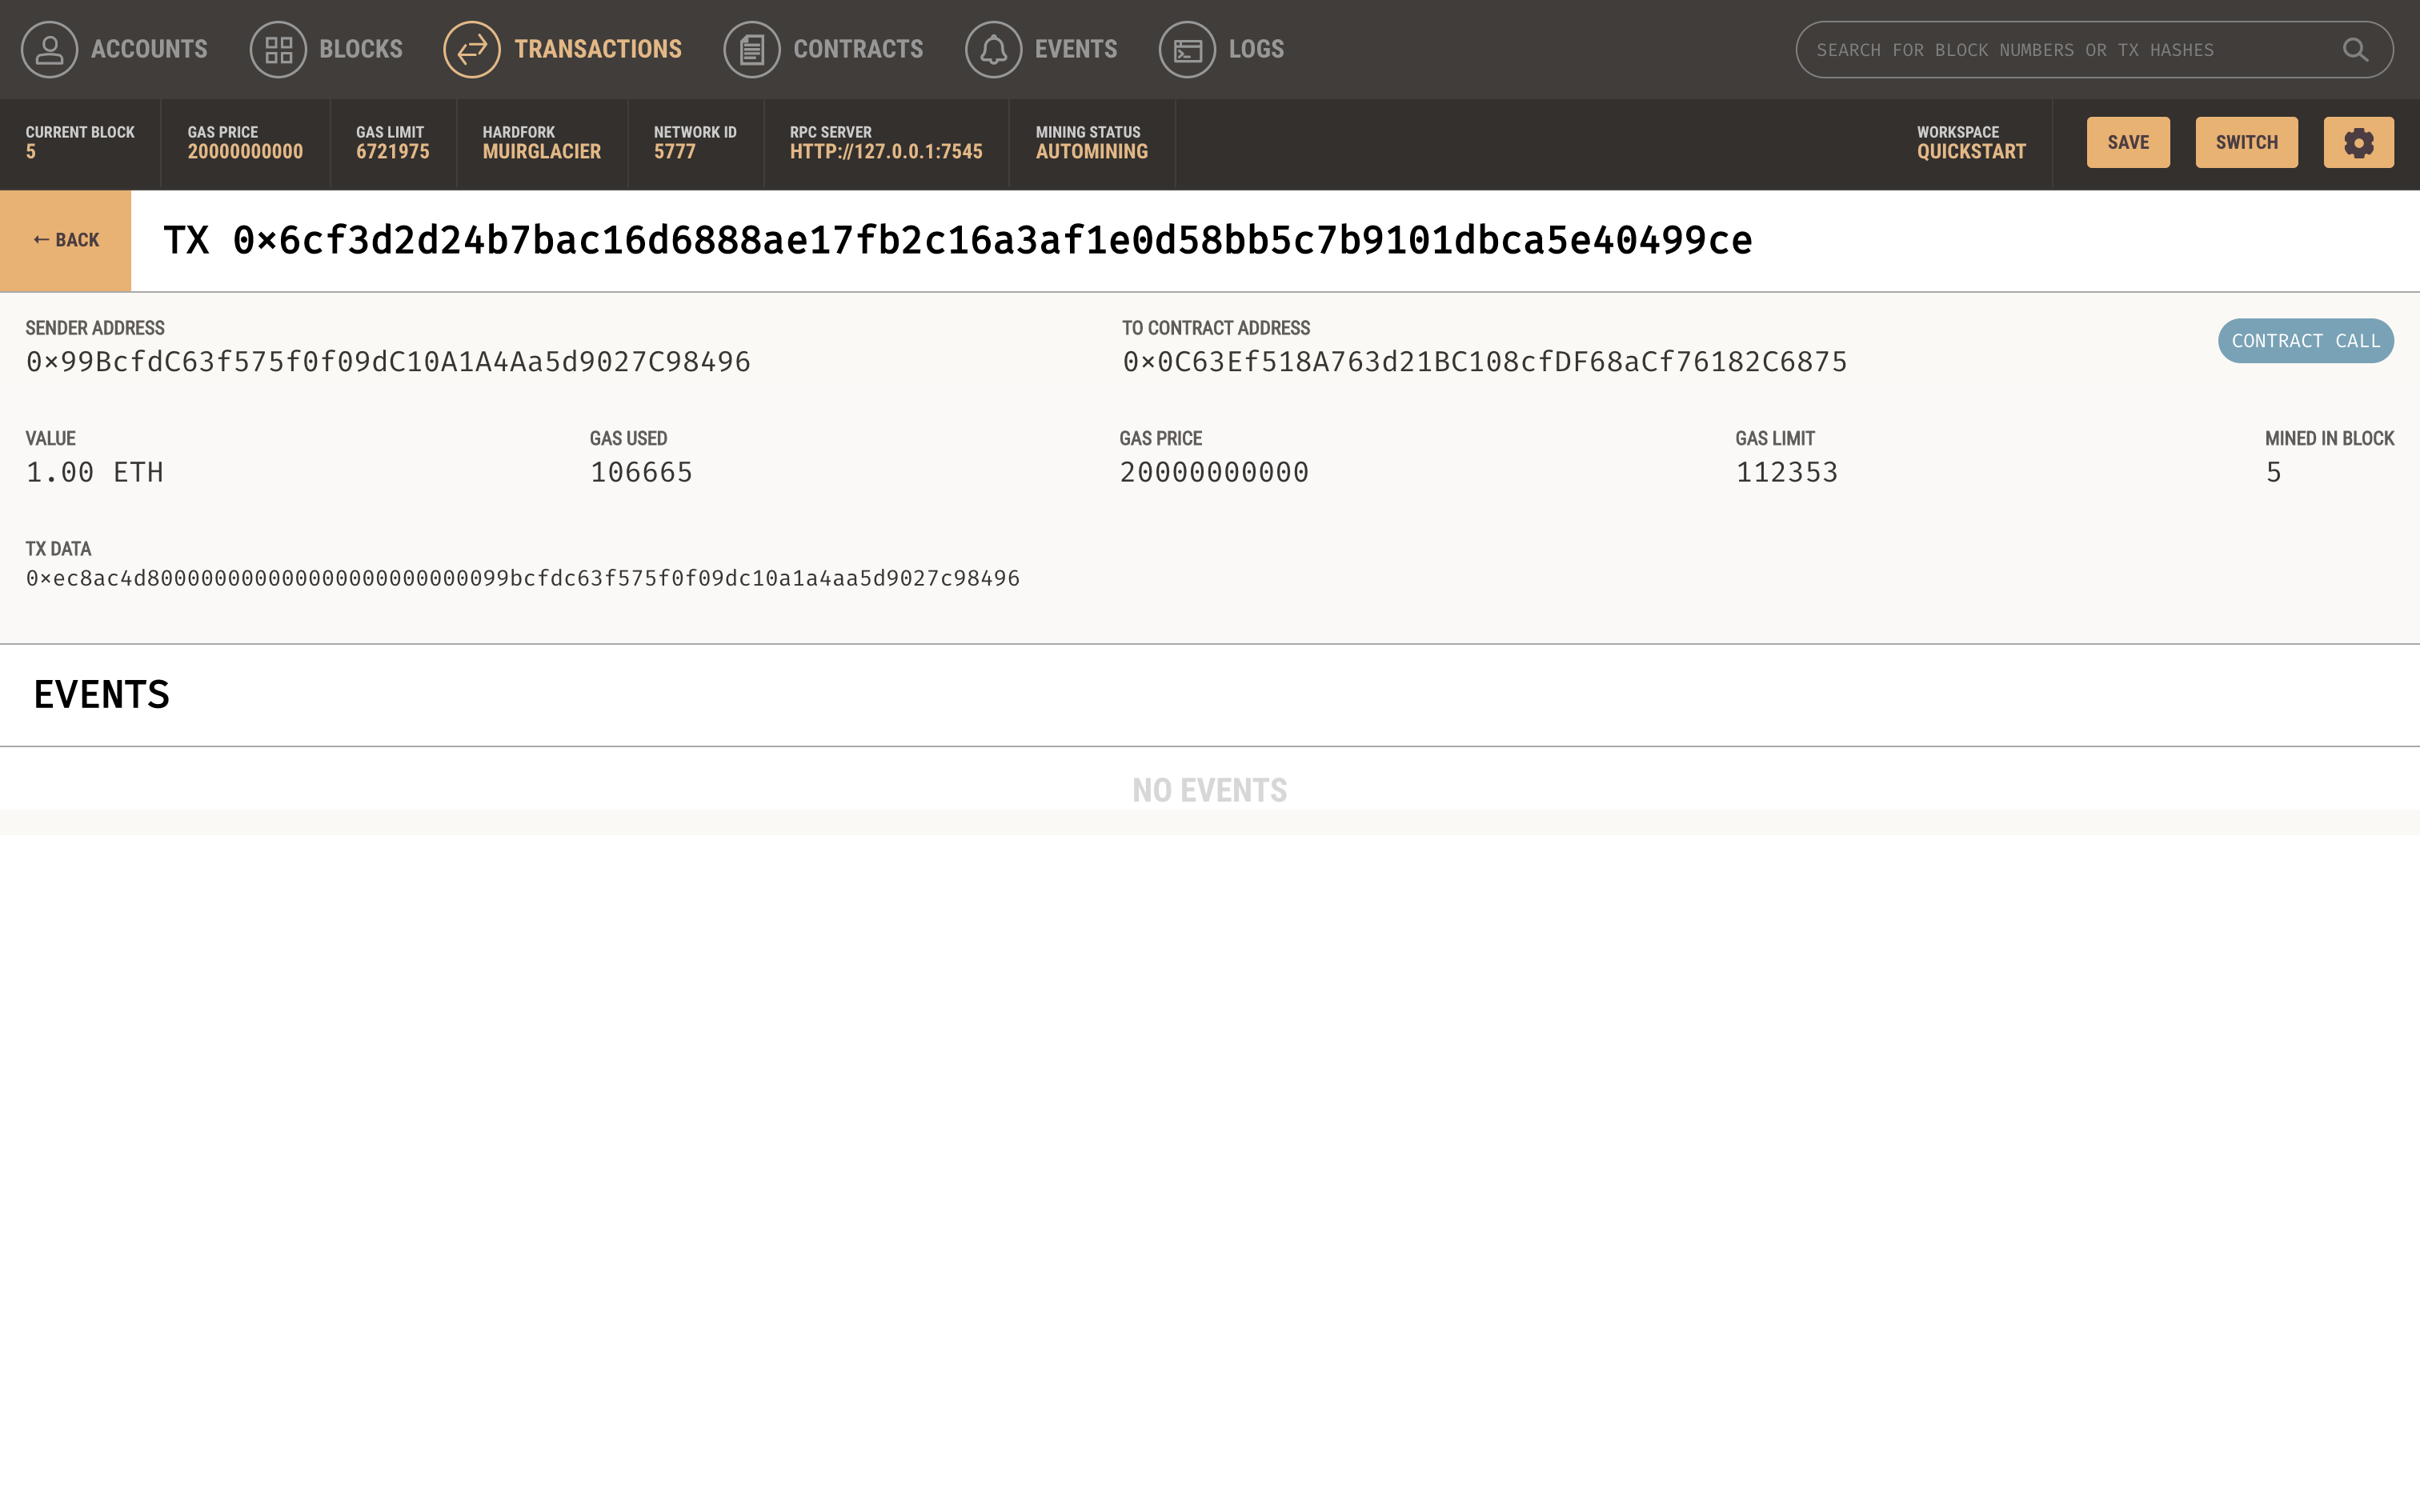 ACCOUNTS BLOCKS TRANSACTIONS CONTRACTS EVENTS LOGS SEARCH FOR BLOCK NUMBERS OR TX HASHES
CURRENT BLOCK GAS PRICE GAS LIMIT HARDFORK NETWORK ID RPC SERVER MINING STATUS WORKSPACE
5 20000000000 6721975 MUIRGLACIER 5777 HTTP://127.0.0.1:7545 AUTOMINING QUICKSTART SAVE SWITCH
← BACK TX 0×6cf3d2d24b7bac16d6888ae17fb2c16a3af1e0d58bb5c7b9101dbca5e40499ce
SENDER ADDRESS TO CONTRACT ADDRESS
0×99BcfdC63f575f0f09dC10A1A4Aa5d9027C98496 0×0C63Ef518A763d21BC108cfDF68aCf76182C6875 CONTRACT CALL
VALUE GAS USED GAS PRICE GAS LIMIT MINED IN BLOCK
1.00 ETH 106665 20000000000 112353 5
TX DATA
0×ec8ac4d800000000000000000000000099bcfdc63f575f0f09dc10a1a4aa5d9027c98496
EVENTS
NO EVENTS